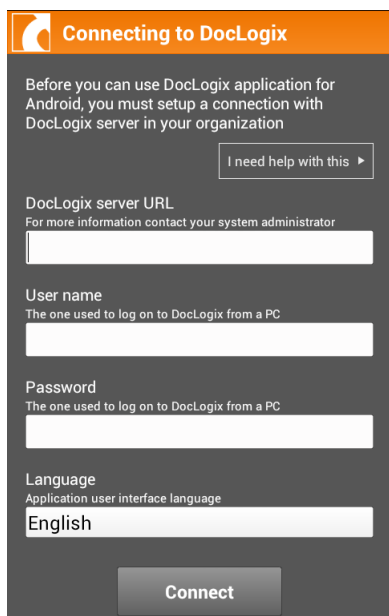 Connecting to DocLogix
Before you can use DocLogix application for
Android, you must setup a connection with
DocLogix server in your organization
I need help with this
DocLogix server URL
For more information contact your system administrator
User name
The one used to log on to DocLogix from a PC
Password
The one used to log on to DocLogix from a PC
Language
Application user interface language
English
Connect